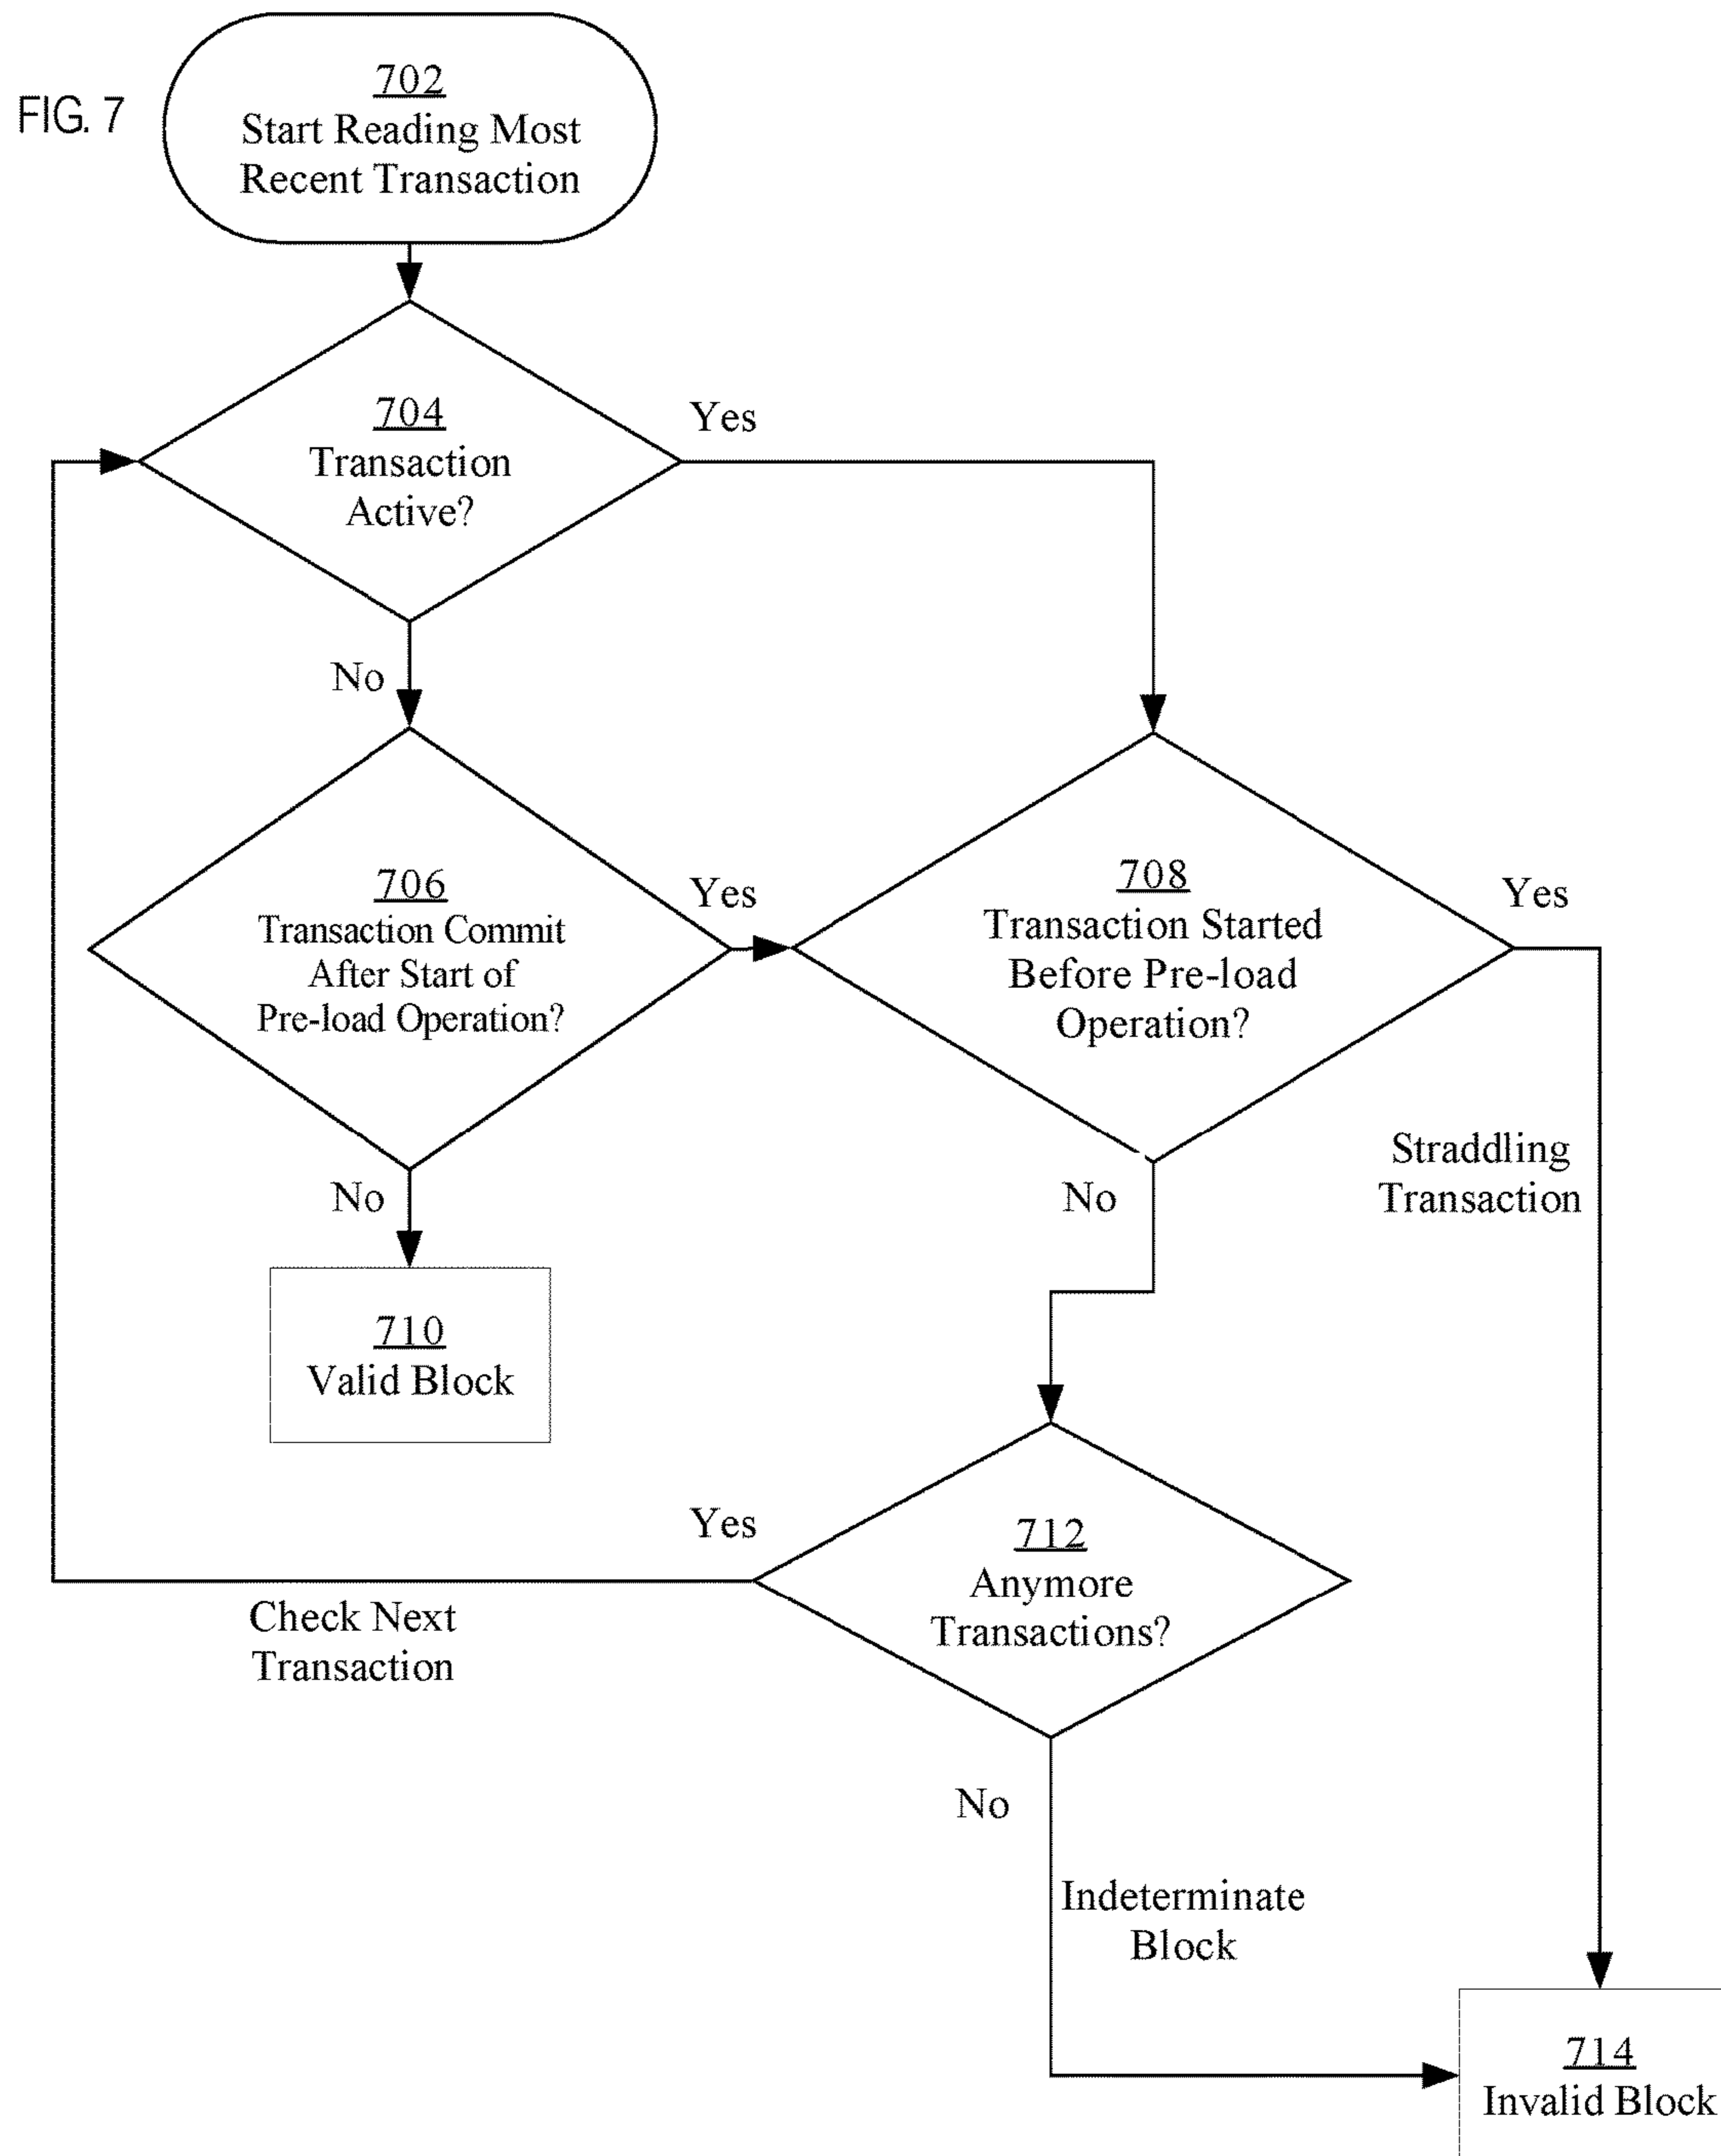 FIG. 7
702
Start Reading Most
Recent Transaction
704
Transaction
Active?
Yes
No
706
Transaction Commit
After Start of
Pre-load Operation?
Yes
708
Transaction Started
Before Pre-load
Operation?
Yes
No
710
Valid Block
No
Straddling
Transaction
712
Anymore
Transactions?
Yes
Check Next
Transaction
No
Indeterminate
Block
714
Invalid Block